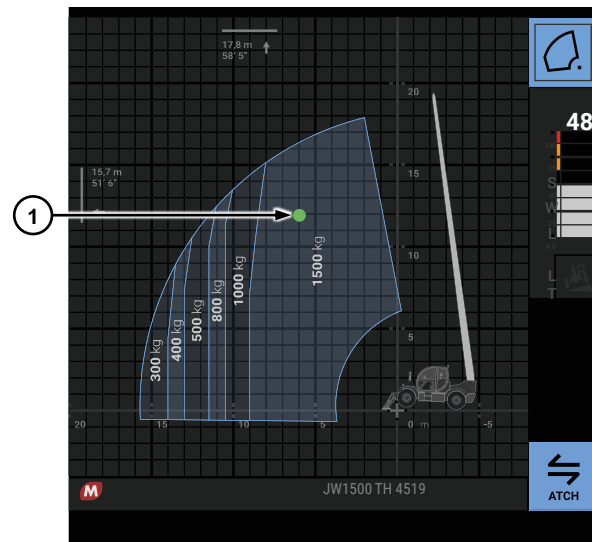 17,8 m
58' 5"
20
48
15,7 m
51' 6"
15
S
W
L
1
10
1500 kg
1000 kg
800 kg
500 kg
400 kg
300 kg
L
T
5
20
15
10
5
0 m
-5
M
JW1500 TH 4519
ATCH